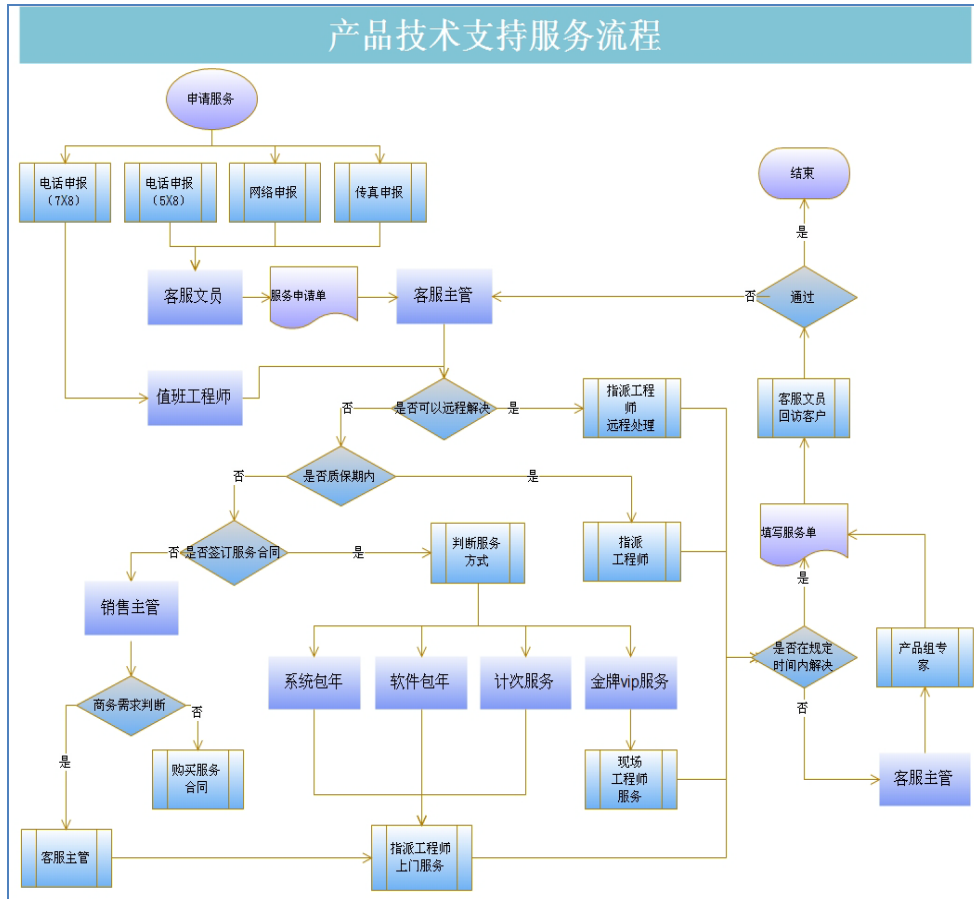 产品技术支持服务流程
申请服务
电话申报
（7X8）
电话申报
（5X8）
网络申报
传真申报
结束
是
客服文员
服务申请单
客服主管
否
通过
值班工程师
否
是否可以远程解决
是
指派工程
师
远程处理
客服文员
回访客户
否
是否质保期内
是
否
是否签订服务合同
是
判断服务
方式
指派
工程师
填写服务单
是
销售主管
是否在规定
时间内解决
产品组专
家
系统包年
软件包年
计次服务
金牌vip服务
商务需求判断
否
否
是
购买服务
合同
现场
工程师
服务
客服主管
客服主管
指派工程师
上门服务